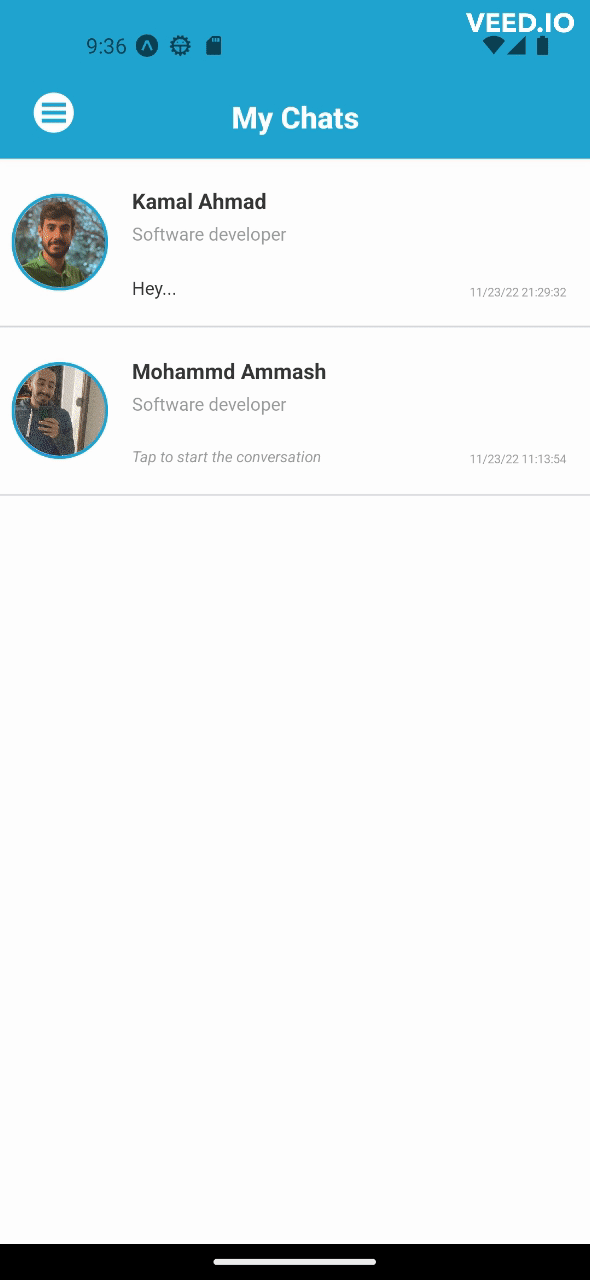 VEED.IO
9:36
My Chats
Kamal Ahmad
Software developer
Hey...
11/23/22 21:29:32
Mohammd Ammash
Software developer
Tap to start the conversation
11/23/22 11:13:54